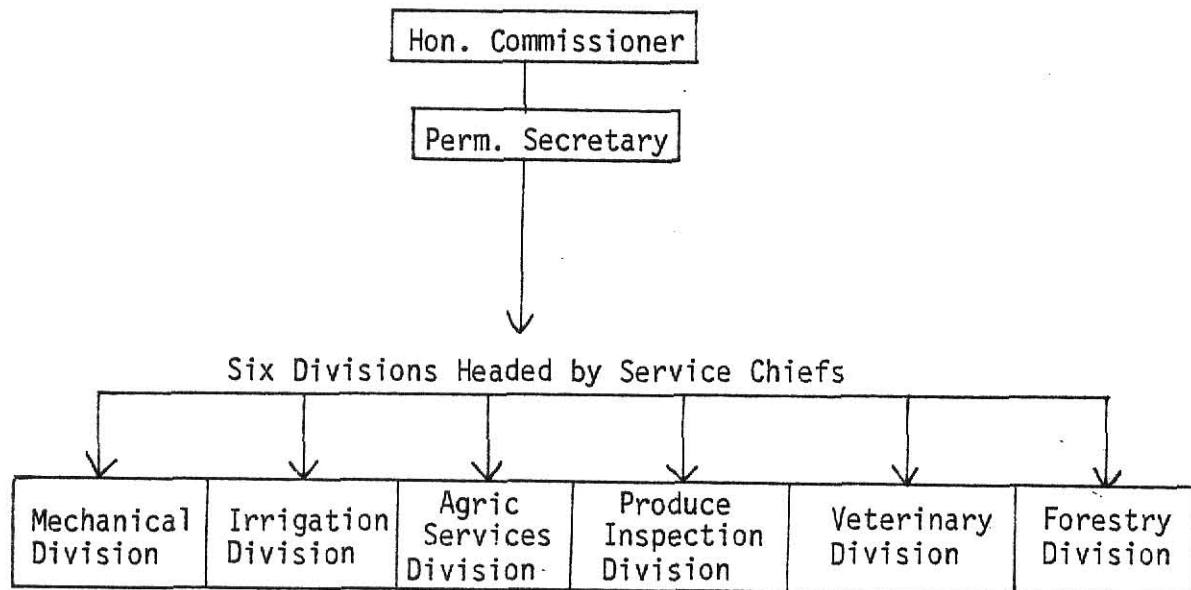 Hon. Commissioner
Perm. Secretary
Six Divisions Headed by Service Chiefs
Mechanical
Division
Irrigation
Division
Agric
Services
Division
Produce
Inspection
Division
Veterinary
Division
Forestry
Division